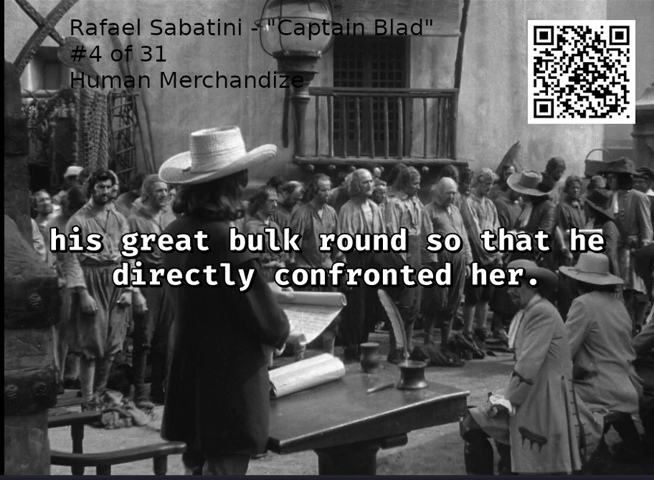 Rafael Sabatini - "Captain Blad"
#4 of 31
Human Merchandize
his great bulk round so that he
directly confronted her.